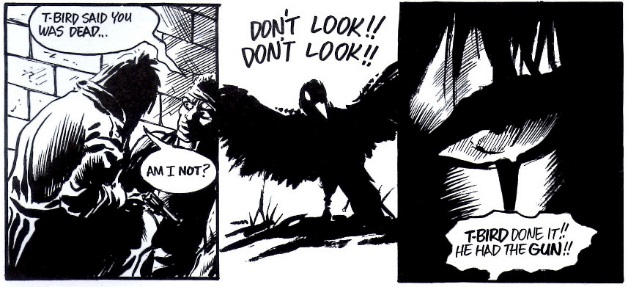 T-BIRD SAID YOU
WAS DEAD...
AM I NOT?
DON'T LOOK!!
DON'T LOOK!!
T-BIRD DONE IT!!
HE HAD THE GUN!!